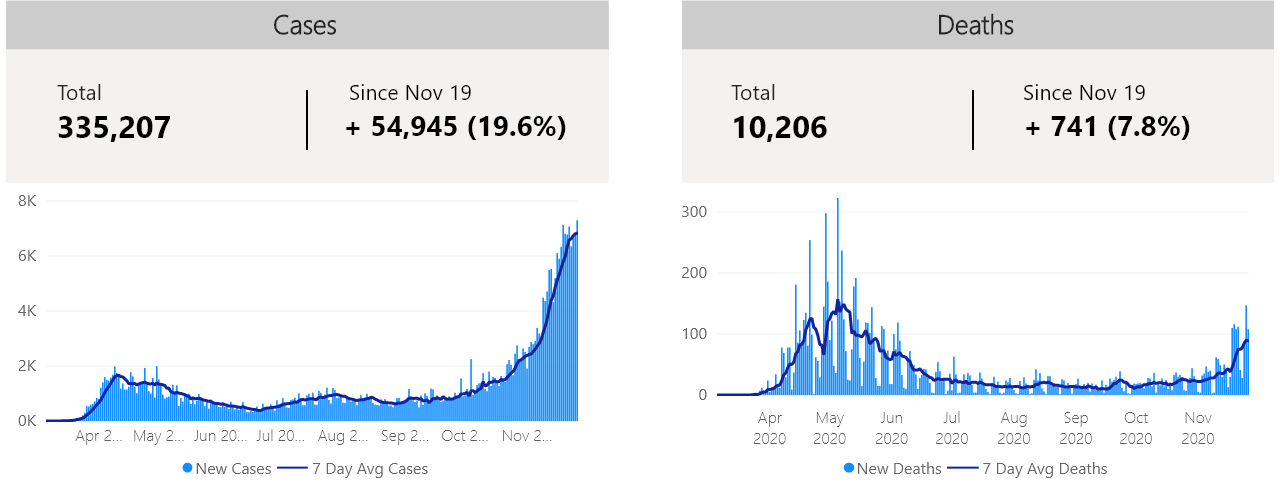 Cases
Total
335,207
Since Nov 19
+ 54,945 (19.6%)
8K
6K
4K
2K
0K
Apr 2... May 2... Jun 20... Jul 20... Aug 2... Sep 2... Oct 2... Nov 2...
New Cases 7 Day Avg Cases
Deaths
Total
10,206
Since Nov 19
+ 741 (7.8%)
300
200
100
0
Apr May Jun Jul Aug Sep Oct Nov
2020 2020 2020 2020 2020 2020 2020 2020
New Deaths 7 Day Avg Deaths